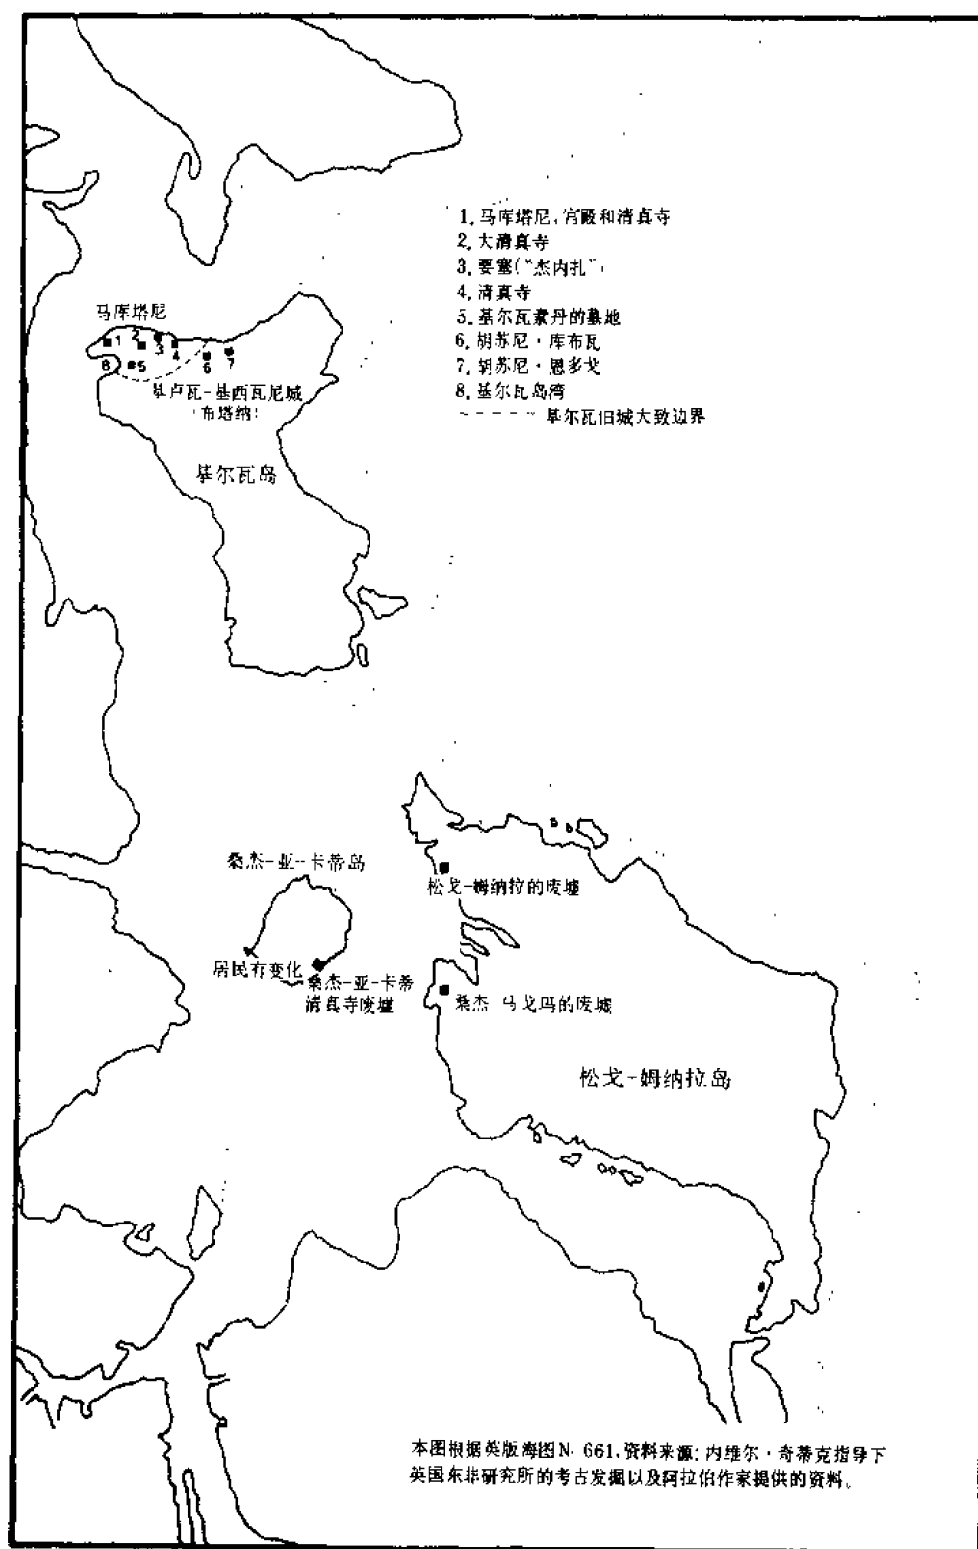 1. 马库塔尼,宫殿和清真寺
2. 大清真寺
3. 要塞(“杰内扎”)
4. 清真寺
5. 基尔瓦素丹的墓地
6. 胡苏尼·库布瓦
7. 胡苏尼·恩多戈
8. 基尔瓦岛湾
----- 基尔瓦旧城大致边界
马库塔尼
1
2
3
4
5
6
7
8
基卢瓦-基西瓦尼城
(布塔纳)
基尔瓦岛
桑杰-亚-卡蒂岛
松戈-姆纳拉的废墟
居民有变化
桑杰-亚-卡蒂
清真寺废墟
桑杰 马戈玛的废墟
松戈-姆纳拉岛
本图根据英版海图N· 661,资料来源:内维尔·奇蒂克指导下
英国东非研究所的考古发掘以及阿拉伯作家提供的资料。